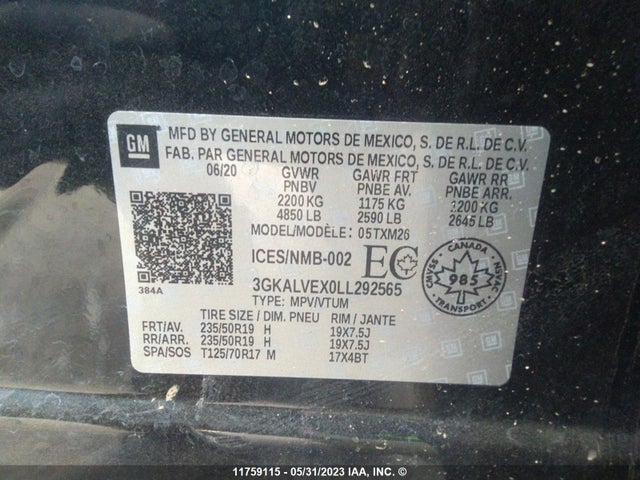 GM
MFD BY GENERAL MOTORS DE MEXICO, S. DE R.L. DE C.V.
FAB. PAR GENERAL MOTORS DE MEXICO, S. DE R.L. DE C.V.
06/20 GVWR GAWR FRT GAWR RR
PNBV PNBE AV. PNBE ARR.
2200 KG 1175 KG 1200 KG
4850 LB 2590 LB 2645 LB
MODEL/MODÈLE: 05TXM26
ICES/NMB-002 EC
CANADA
CMVSS 985 NSVAC
384A
3GKALVEX0LL292565
TYPE: MPV/VTUM
TIRE SIZE / DIM. PNEU RIM / JANTE
FRT/AV. 235/50R19 H 19X7.5J
RR/ARR. 235/50R19 H 19X7.5J
SPA/SOS T125/70R17 M 17X4BT
11759115 - 05/31/2023 IAA, INC. ©